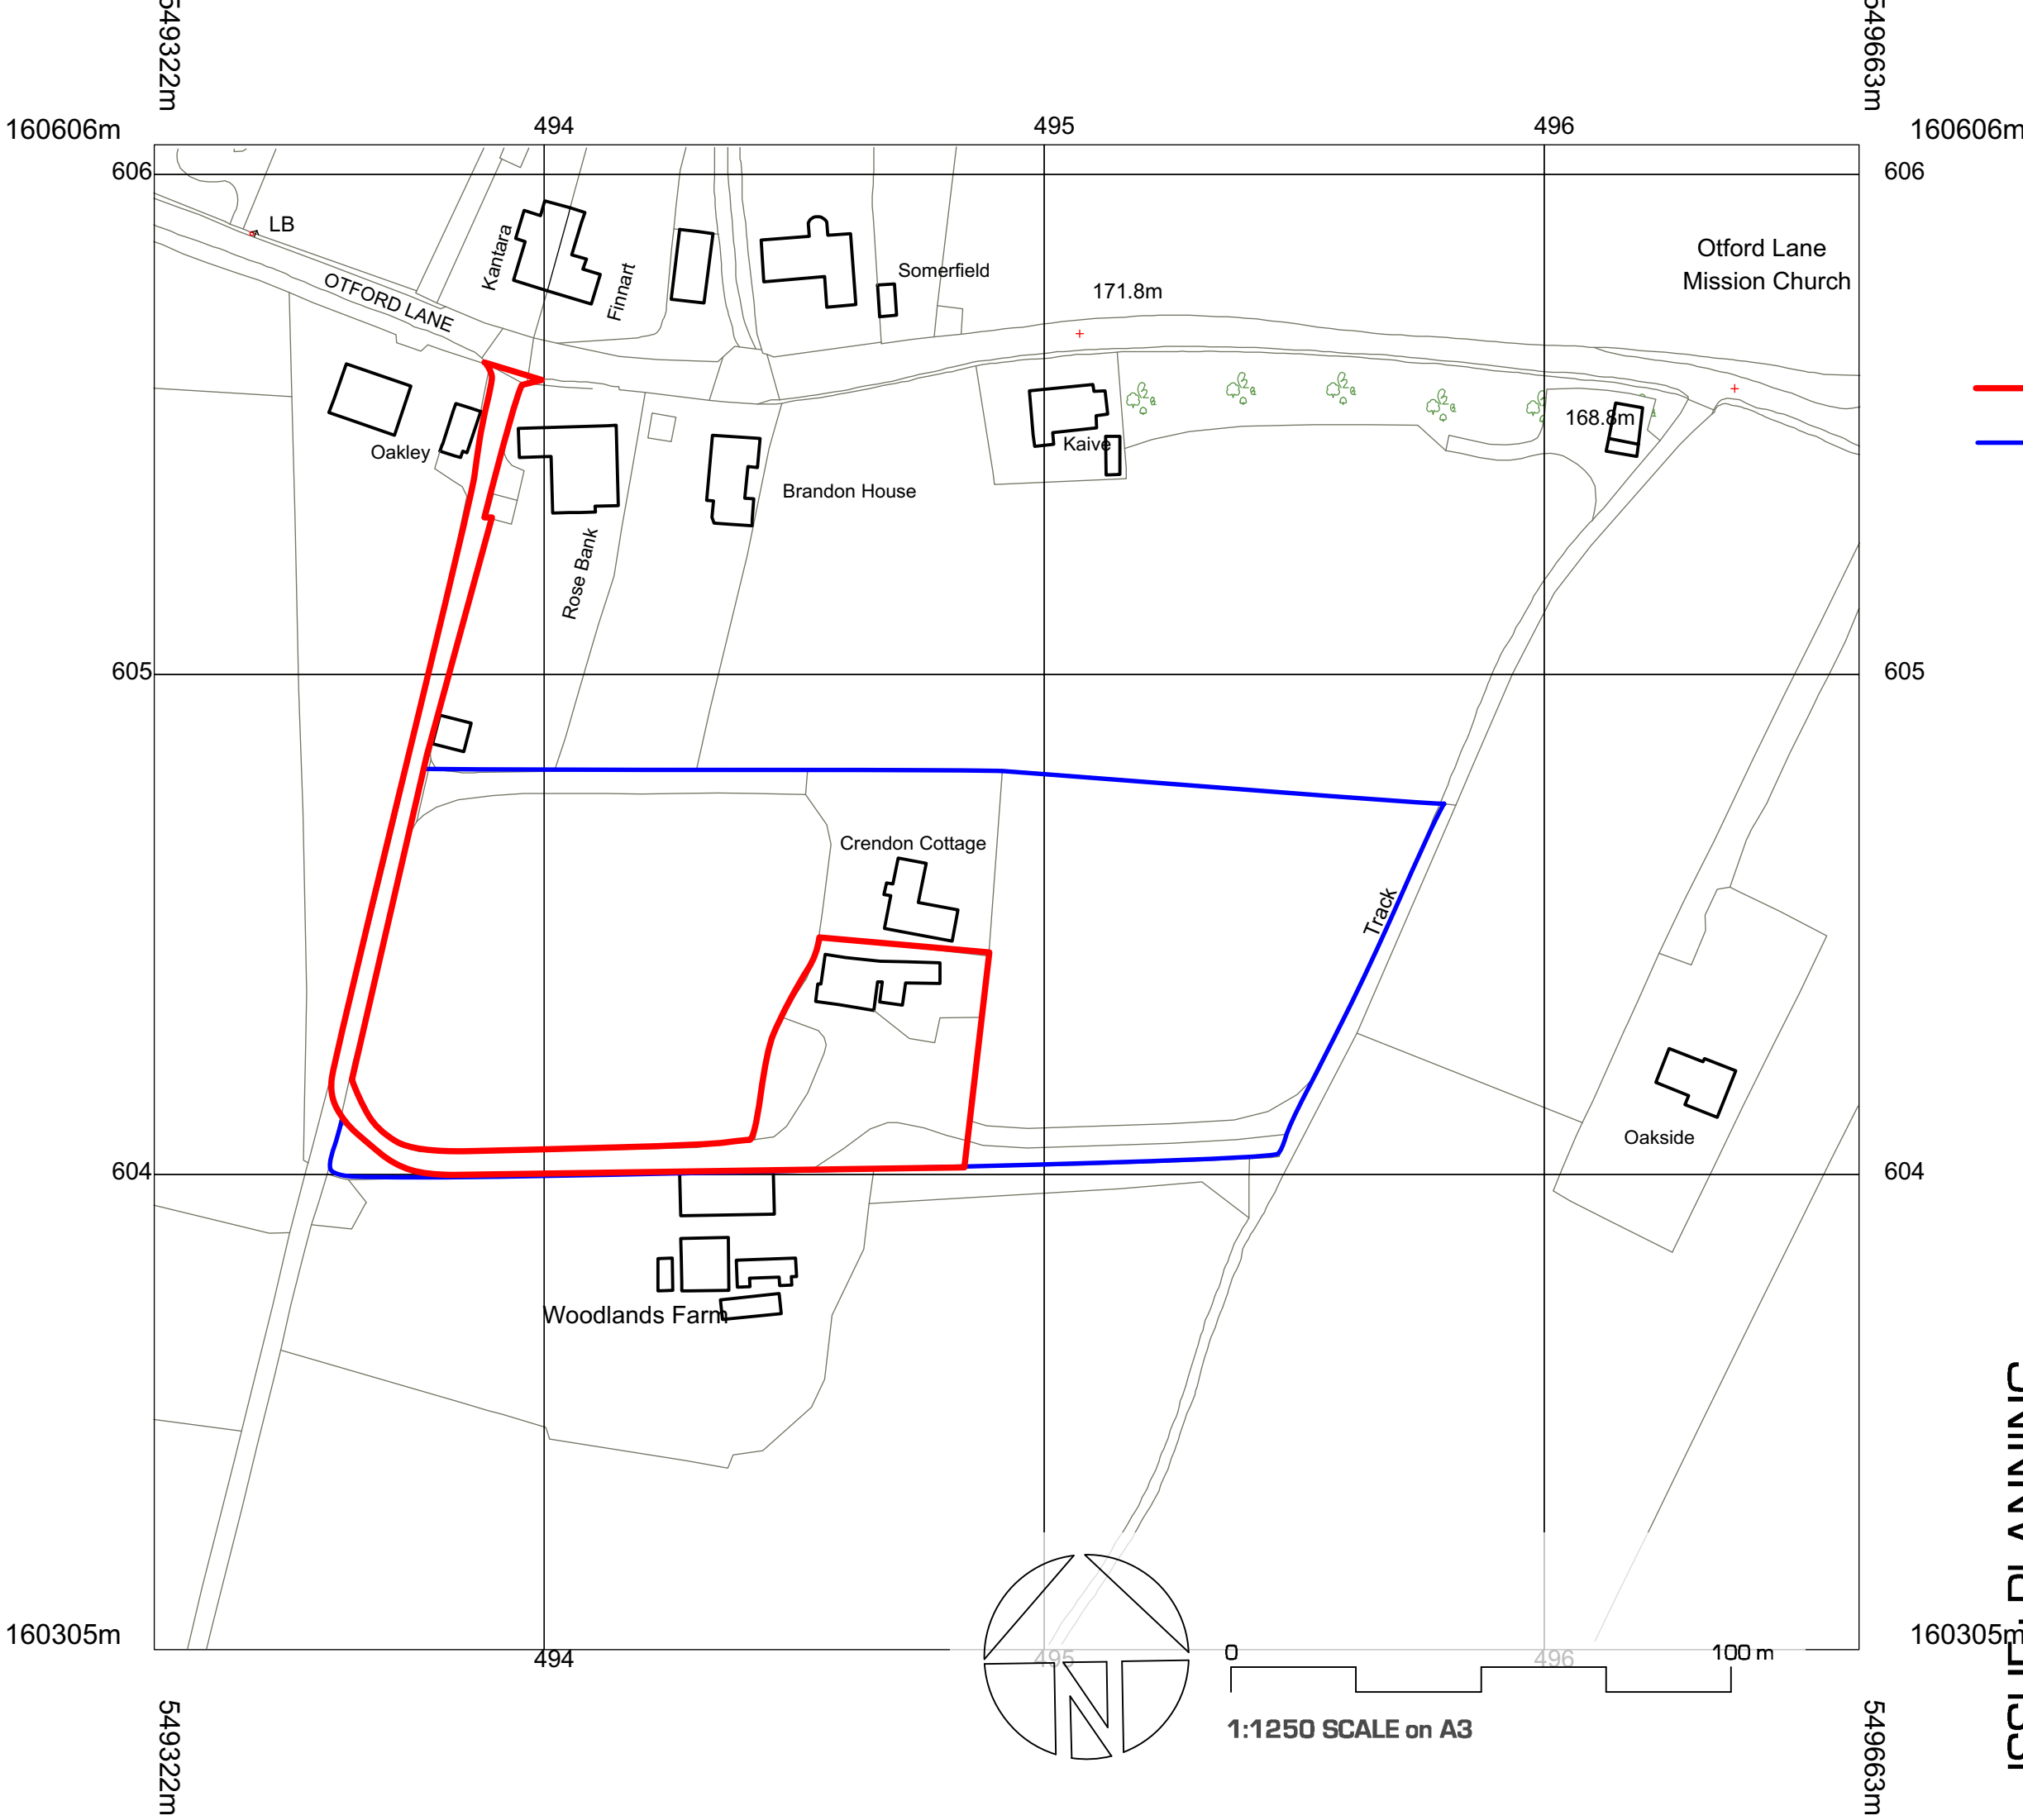 549322m
549663m
160606m
494
495
496
160606m
606
606
LB
Kantara
Finnart
Somerfield
Otford Lane
Mission Church
OTFORD LANE
171.8m
Oakley
Rose Bank
Brandon House
Kaive
168.8m
605
605
Crendon Cottage
Track
Oakside
604
604
Woodlands Farm
160305m
494
495
496
160305m
N
0
100 m
1:1250 SCALE on A3
549322m
549663m